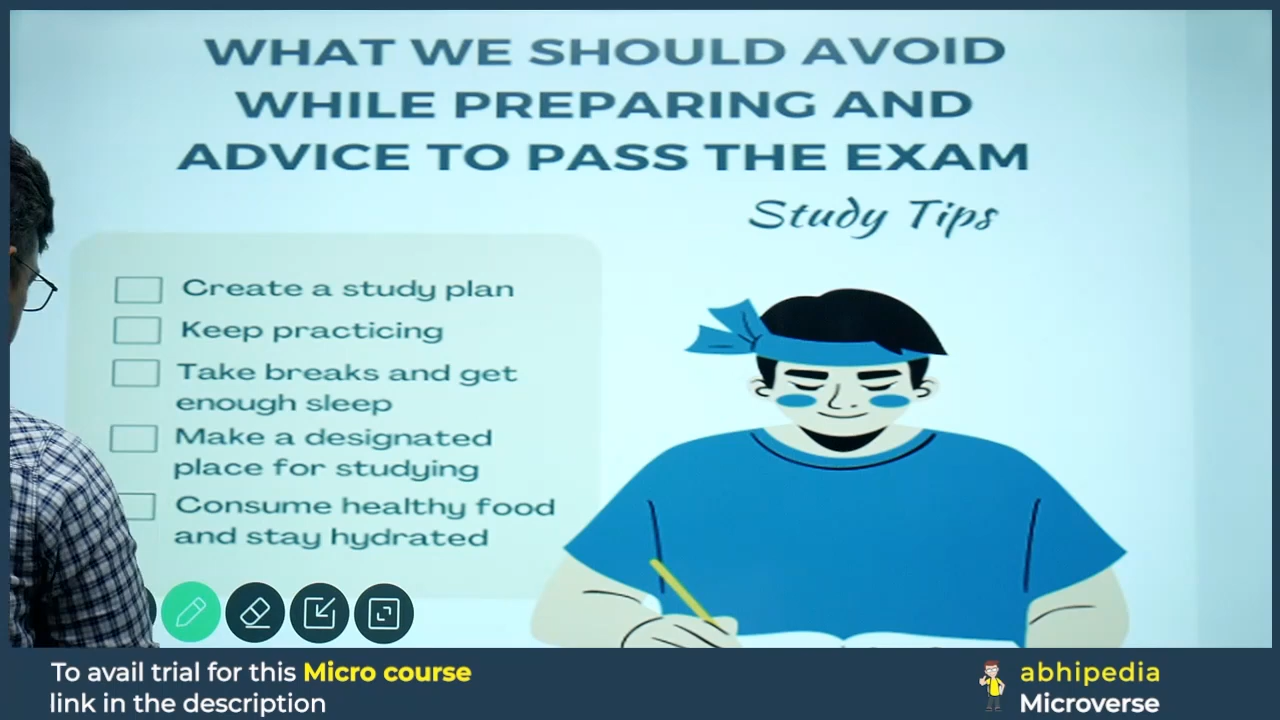 WHAT WE SHOULD AVOID
WHILE PREPARING AND
ADVICE TO PASS THE EXAM
Study Tips
Create a study plan
Keep practicing
Take breaks and get
enough sleep
Make a designated
place for studying
Consume healthy food
and stay hydrated
To avail trial for this Micro course
link in the description
abhipedia
Microverse